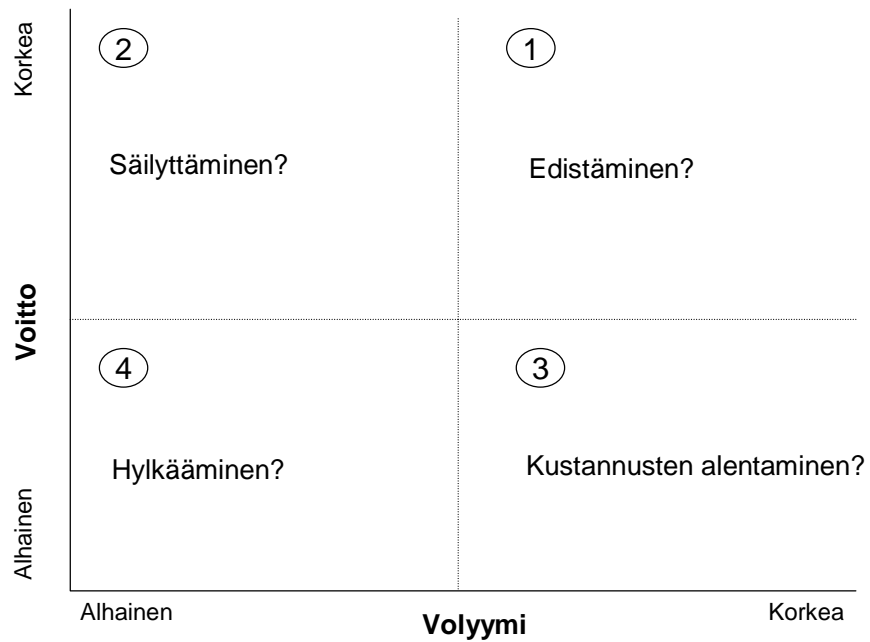 Korkea
2
1
Säilyttäminen?
Edistäminen?
Voitto
4
3
Hylkääminen?
Kustannusten alentaminen?
Alhainen
Alhainen
Volyymi
Korkea